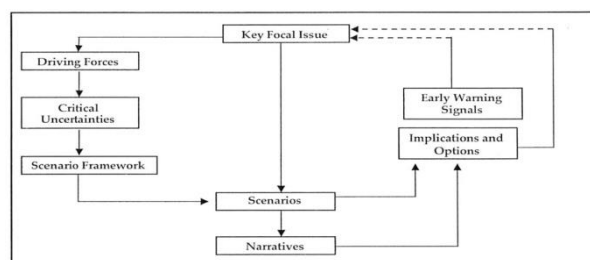 Key Focal Issue
Driving Forces
Critical
Uncertainties
Scenario Framework
Scenarios
Narratives
Early Warning
Signals
Implications and
Options